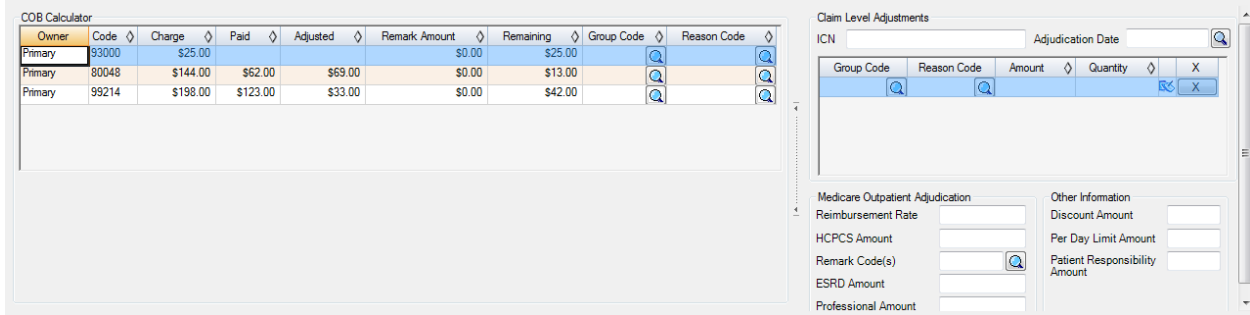 COB Calculator
Owner Code Charge Paid Adjusted Remark Amount Remaining Group Code Reason Code
Primary 93000 $25.00 $0.00 $25.00
Primary 80048 $144.00 $62.00 $69.00 $0.00 $13.00
Primary 99214 $198.00 $123.00 $33.00 $0.00 $42.00
Claim Level Adjustments
ICN Adjudication Date
Group Code Reason Code Amount Quantity X
X
Medicare Outpatient Adjudication
Reimbursement Rate
HCPCS Amount
Remark Code(s)
ESRD Amount
Professional Amount
Other Information
Discount Amount
Per Day Limit Amount
Patient Responsibility
Amount